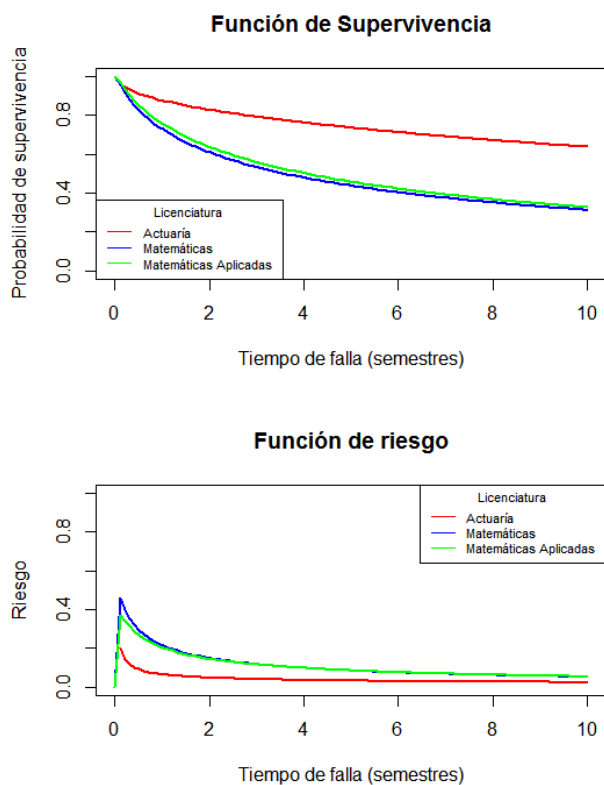 Función de Supervivencia
Probabilidad de supervivencia
0.8
0.4
0.0
Licenciatura
Actuaría
Matemáticas
Matemáticas Aplicadas
0 2 4 6 8 10
Tiempo de falla (semestres)
Función de riesgo
Riesgo
0.8
0.4
0.0
Licenciatura
Actuaría
Matemáticas
Matemáticas Aplicadas
0 2 4 6 8 10
Tiempo de falla (semestres)